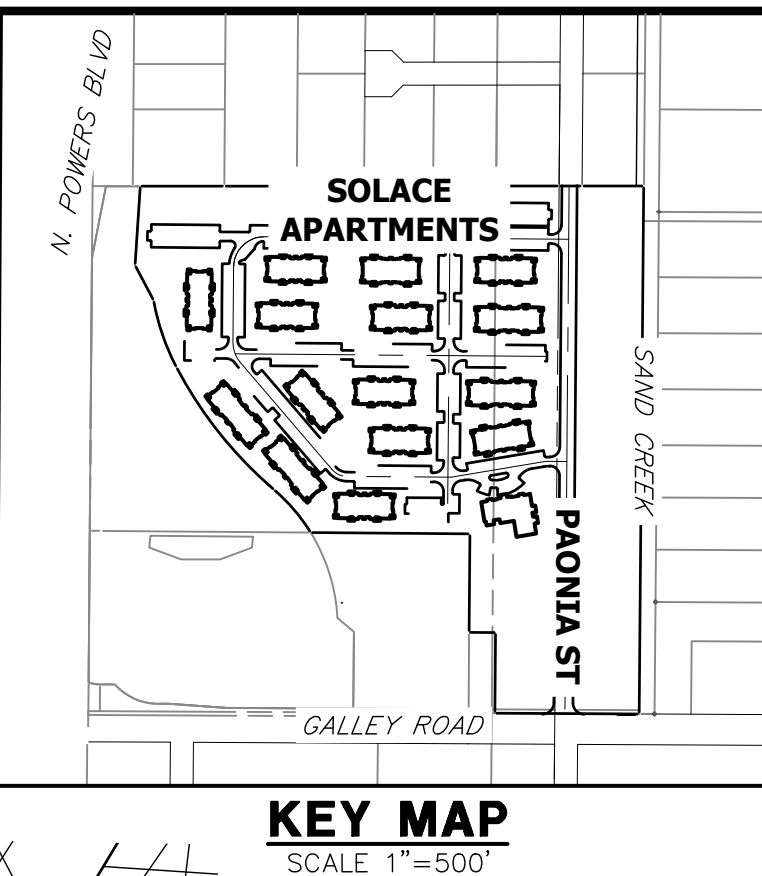 N. POWERS BLVD
SOLACE
APARTMENTS
SAND CREEK
PAONIA ST
GALLEY ROAD
KEY MAP
SCALE 1"=500'